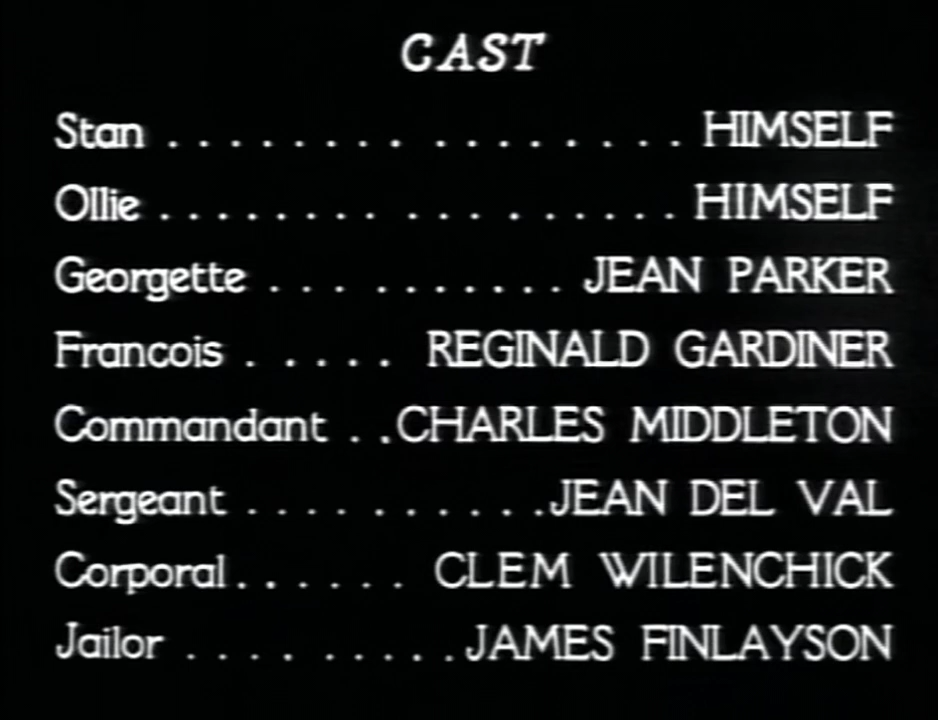 CAST
Stan . . . . . . . . . . . . . . . . . HIMSELF
Ollie . . . . . . . . . . . . . . . . . HIMSELF
Georgette . . . . . . . . . . JEAN PARKER
Francois . . . . . REGINALD GARDINER
Commandant . . CHARLES MIDDLETON
Sergeant . . . . . . . . . . JEAN DEL VAL
Corporal . . . . . . CLEM WILENCHICK
Jailor . . . . . . . . . JAMES FINLAYSON